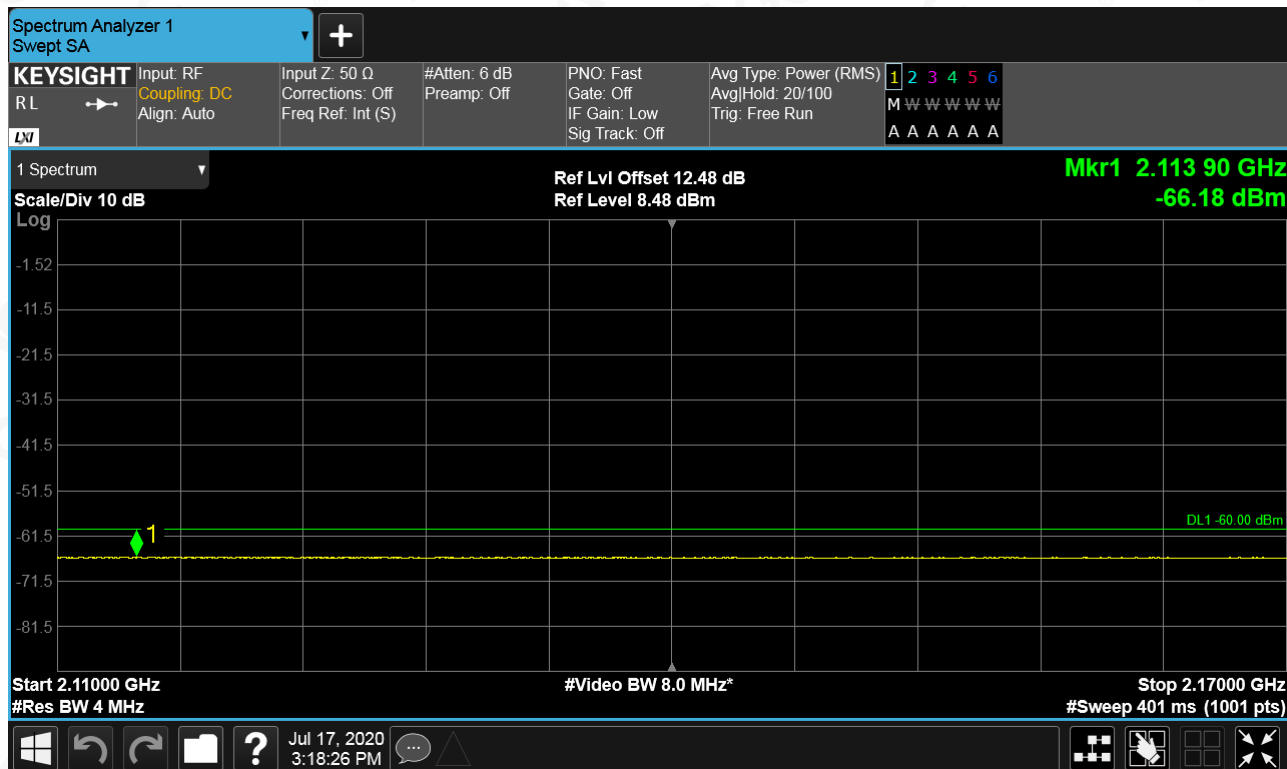 Spectrum Analyzer 1
Swept SA
+
KEYSIGHT
R L
LXI
Input: RF
Coupling: DC
Align: Auto
Input Z: 50 Ω
Corrections: Off
Freq Ref: Int (S)
#Atten: 6 dB
Preamp: Off
PNO: Fast
Gate: Off
IF Gain: Low
Sig Track: Off
Avg Type: Power (RMS)
Avg|Hold: 20/100
Trig: Free Run
1 2 3 4 5 6
M W W W W W
A A A A A A
1 Spectrum
Scale/Div 10 dB
Log
Ref Lvl Offset 12.48 dB
Ref Level 8.48 dBm
Mkr1 2.113 90 GHz
-66.18 dBm
-1.52
-11.5
-21.5
-31.5
-41.5
-51.5
-61.5
-71.5
-81.5
1
DL1 -60.00 dBm
Start 2.11000 GHz
#Res BW 4 MHz
#Video BW 8.0 MHz*
Stop 2.17000 GHz
#Sweep 401 ms (1001 pts)
?
Jul 17, 2020
3:18:26 PM